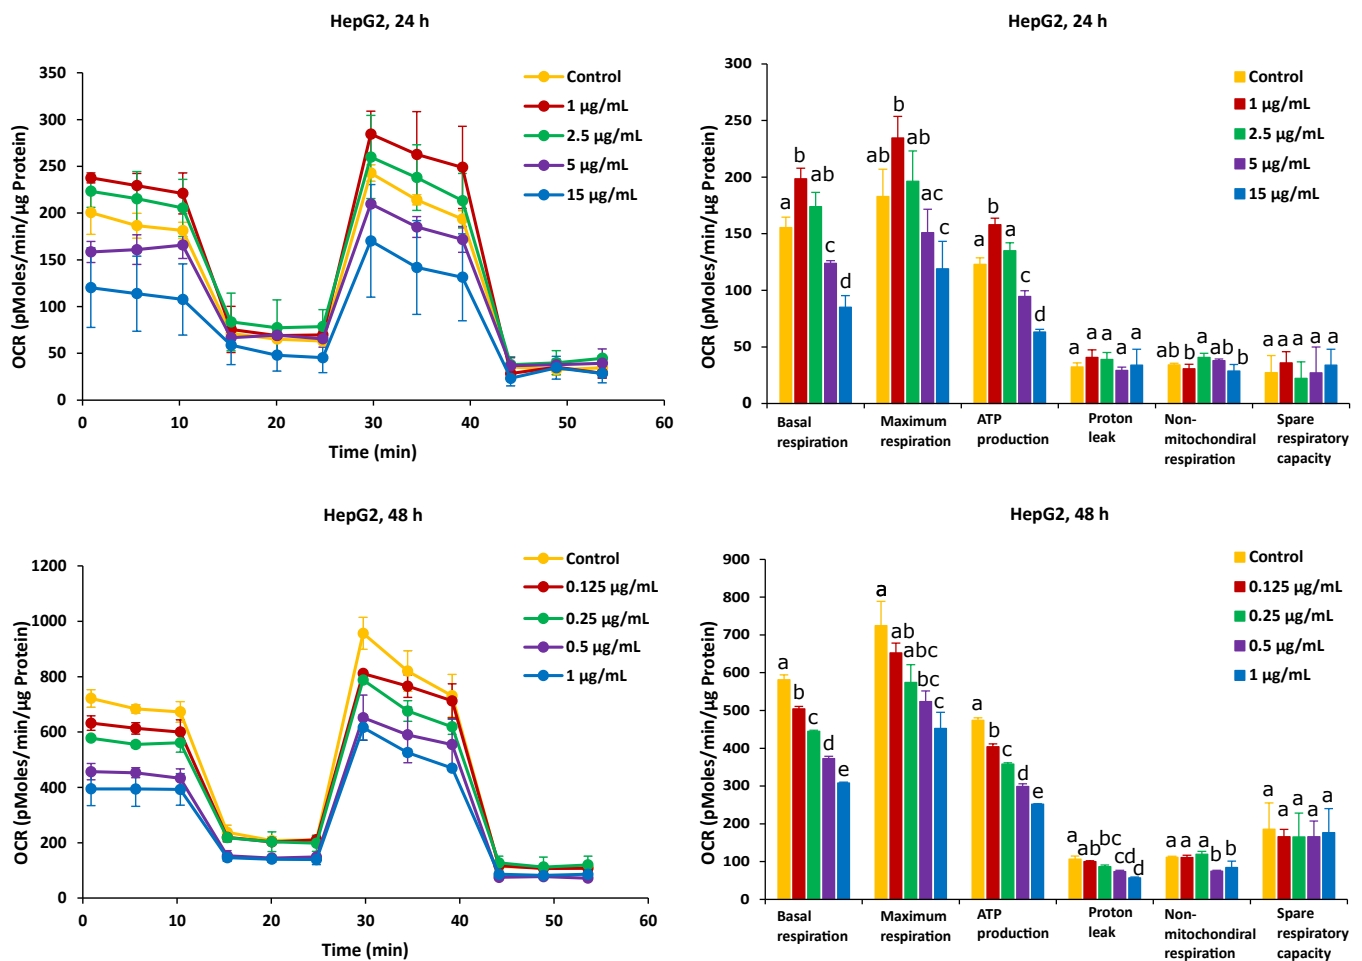 HepG2, 24 h
OCR (pMoles/min/µg Protein)
350
300
250
200
150
100
50
0
0 10 20 30 40 50 60
Time (min)
Control
1 µg/mL
2.5 µg/mL
5 µg/mL
15 µg/mL
HepG2, 24 h
OCR (pMoles/min/µg Protein)
300
250
200
150
100
50
0
Control
1 µg/mL
2.5 µg/mL
5 µg/mL
15 µg/mL
a b ab c d
ab b ab ac c
a b a c d
a a a a a
ab b a ab b
a a a a a
Basal
respiration
Maximum
respiration
ATP
production
Proton
leak
Non-
mitochondiral
respiration
Spare
respiratory
capacity
HepG2, 48 h
OCR (pMoles/min/µg Protein)
1200
1000
800
600
400
200
0
0 10 20 30 40 50 60
Time (min)
Control
0.125 µg/mL
0.25 µg/mL
0.5 µg/mL
1 µg/mL
HepG2, 48 h
OCR (pMoles/min/µg Protein)
900
800
700
600
500
400
300
200
100
0
Control
0.125 µg/mL
0.25 µg/mL
0.5 µg/mL
1 µg/mL
a b c d e
a ab abc bc c
a b c d e
a ab bc cd d
a a a b b
a a a a a
Basal
respiration
Maximum
respiration
ATP
production
Proton
leak
Non-
mitochondiral
respiration
Spare
respiratory
capacity